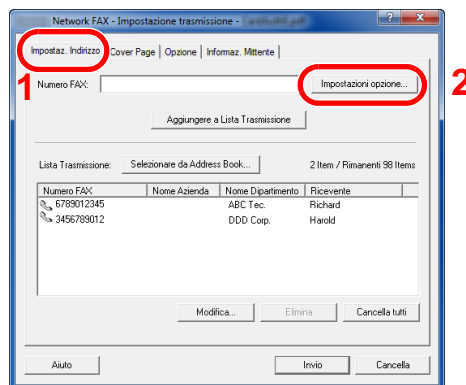 Network FAX - Impostazione trasmissione -
Impostaz. Indirizzo Cover Page Opzione Informaz. Mittente
1 Numero FAX: Impostazioni opzione... 2
Aggiungere a Lista Trasmissione
Lista Trasmissione: Selezionare da Address Book... 2 Item / Rimanenti 98 Items
Numero FAX Nome Azienda Nome Dipartimento Ricevente
6789012345 ABC Tec. Richard
3456789012 DDD Corp. Harold
Modifica... Elimina Cancella tutti
Aiuto Invio Cancella